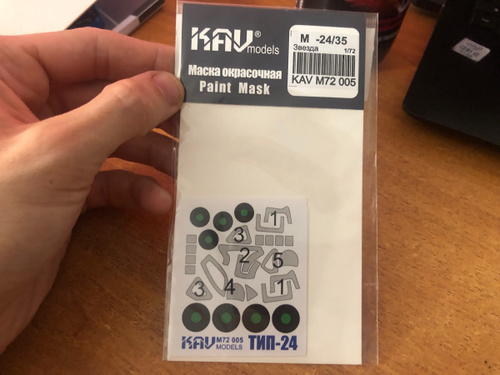 KAV® models
М -24/35
Звезда 1/72
KAV M72 005
Маска окрасочная
Paint Mask
1
3
2
5
3
4
1
KAV M72 005 MODELS ТИП-24